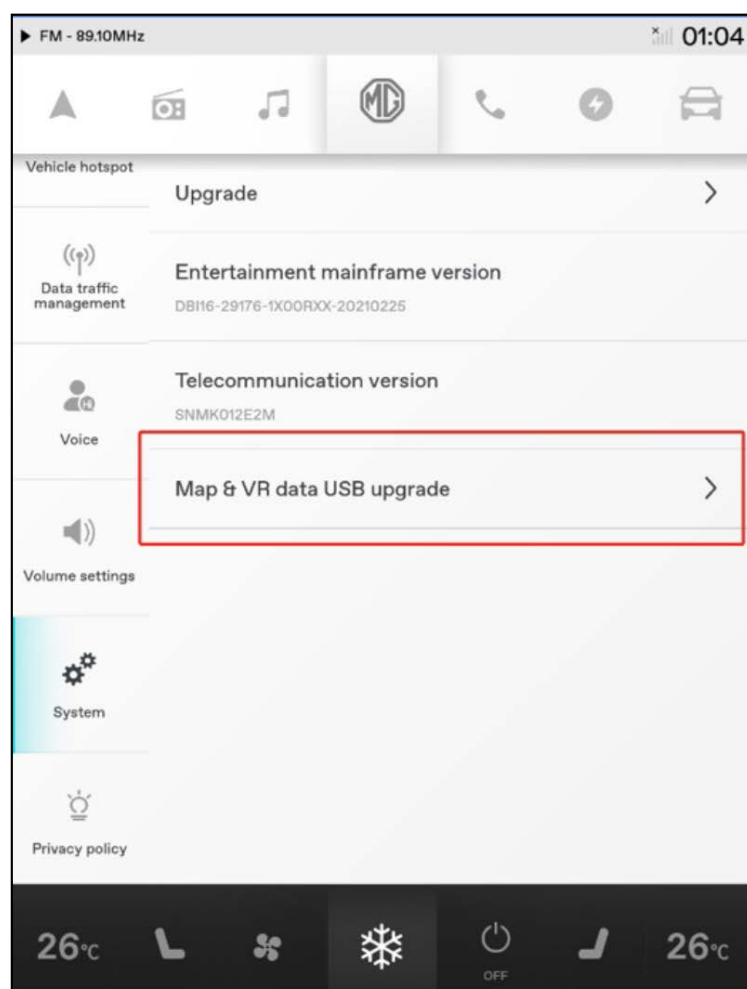 ▶ FM - 89.10MHz
01:04
MG
Vehicle hotspot
Upgrade
Data traffic
management
Entertainment mainframe version
DBI16-29176-1X00RXX-20210225
Voice
Telecommunication version
SNMK012E2M
Map & VR data USB upgrade
Volume settings
System
Privacy policy
26°C
OFF
26°C